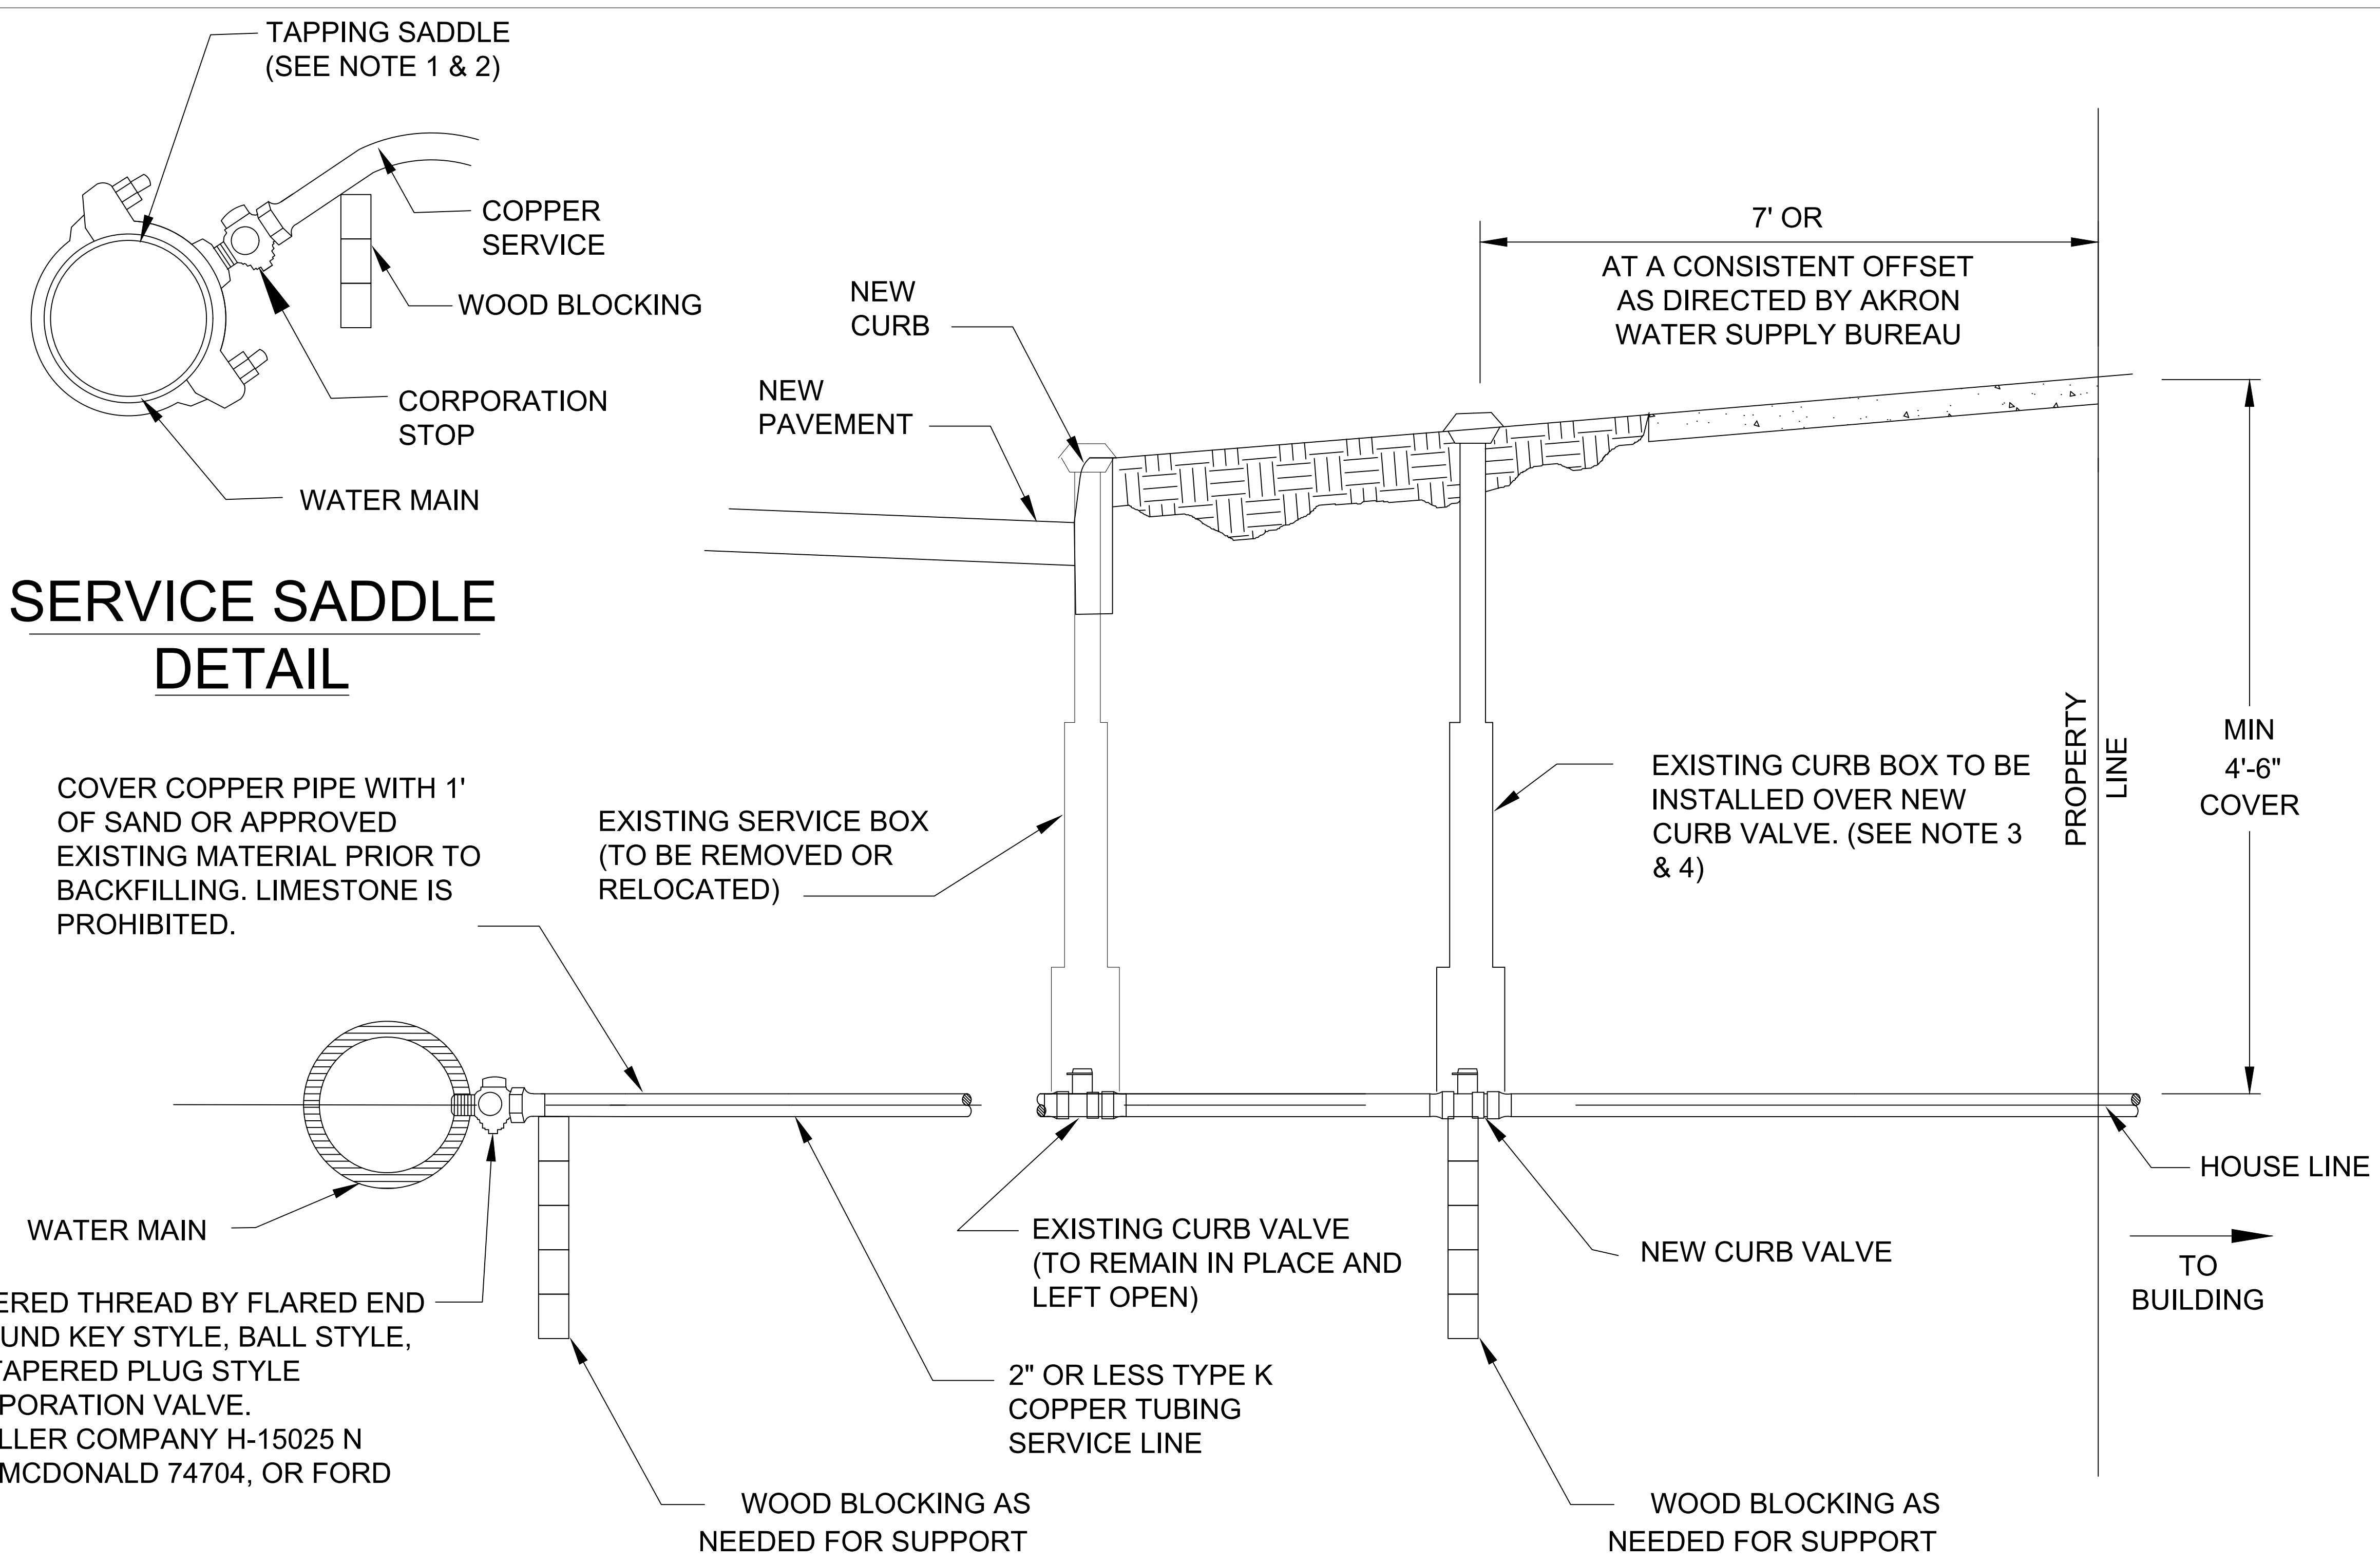 TAPPING SADDLE
(SEE NOTE 1 & 2)
COPPER
SERVICE
WOOD BLOCKING
CORPORATION
STOP
WATER MAIN
SERVICE SADDLE
DETAIL
NEW
CURB
NEW
PAVEMENT
7' OR
AT A CONSISTENT OFFSET
AS DIRECTED BY AKRON
WATER SUPPLY BUREAU
COVER COPPER PIPE WITH 1'
OF SAND OR APPROVED
EXISTING MATERIAL PRIOR TO
BACKFILLING. LIMESTONE IS
PROHIBITED.
EXISTING SERVICE BOX
(TO BE REMOVED OR
RELOCATED)
EXISTING CURB BOX TO BE
INSTALLED OVER NEW
CURB VALVE. (SEE NOTE 3
& 4)
PROPERTY
LINE
MIN
4'-6"
COVER
WATER MAIN
ERED THREAD BY FLARED END
UND KEY STYLE, BALL STYLE,
TAPERED PLUG STYLE
PORATION VALVE.
LLER COMPANY H-15025 N
MCDONALD 74704, OR FORD
EXISTING CURB VALVE
(TO REMAIN IN PLACE AND
LEFT OPEN)
2" OR LESS TYPE K
COPPER TUBING
SERVICE LINE
WOOD BLOCKING AS
NEEDED FOR SUPPORT
NEW CURB VALVE
HOUSE LINE
TO
BUILDING
WOOD BLOCKING AS
NEEDED FOR SUPPORT